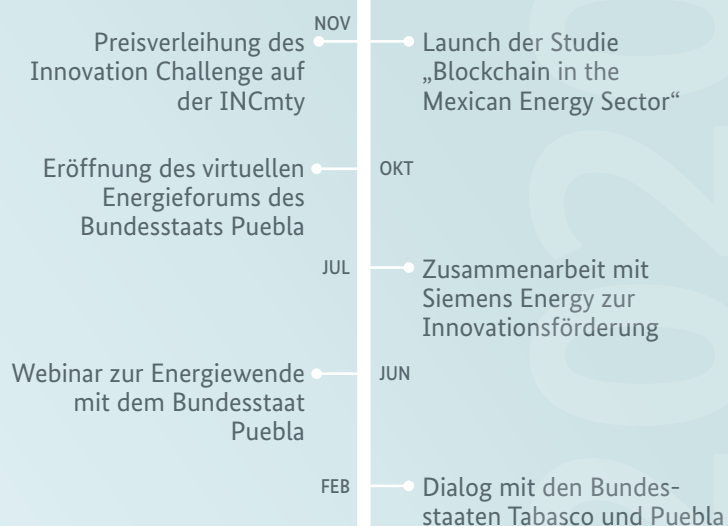 NOV
Preisverleihung des
Innovation Challenge auf
der INCmty
Launch der Studie
„Blockchain in the
Mexican Energy Sector“
Eröffnung des virtuellen
Energieforums des
Bundesstaats Puebla
OKT
JUL
Zusammenarbeit mit
Siemens Energy zur
Innovationsförderung
Webinar zur Energiewende
mit dem Bundesstaat
Puebla
JUN
FEB
Dialog mit den Bundes-
staaten Tabasco und Puebla
2020